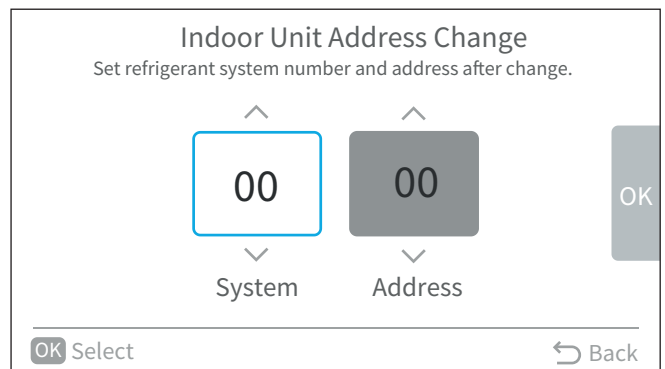 Indoor Unit Address Change
Set refrigerant system number and address after change.
00 00
OK
System Address
OK Select Back